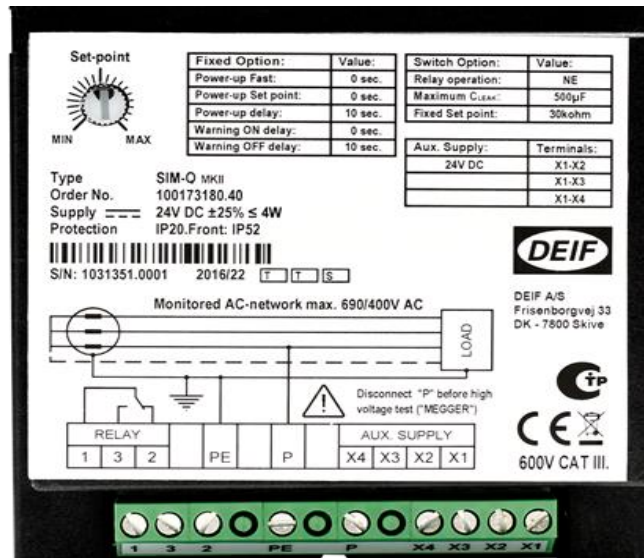 Set-point
MIN MAX
Fixed Option: Value:
Power-up Fast: 0 sec.
Power-up Set point: 0 sec.
Power-up delay: 10 sec.
Warning ON delay: 0 sec.
Warning OFF delay: 10 sec.
Switch Option: Value:
Relay operation: NE
Maximum CLEAK: 500µF
Fixed Set point: 30kohm
Aux. Supply: Terminals:
24V DC X1-X2
X1-X3
X1-X4
Type SIM-Q MKII
Order No. 100173180.40
Supply 24V DC ±25% ≤ 4W
Protection IP20.Front: IP52
S/N: 1031351.0001 2016/22 T T S
DEIF
DEIF A/S
Frisenborgvej 33
DK - 7800 Skive
Monitored AC-network max. 690/400V AC
LOAD
Disconnect "P" before high
voltage test ("MEGGER")
RELAY AUX. SUPPLY
1 3 2 PE P X4 X3 X2 X1
CE
600V CAT III.
1 3 2 PE P X4 X3 X2 X1